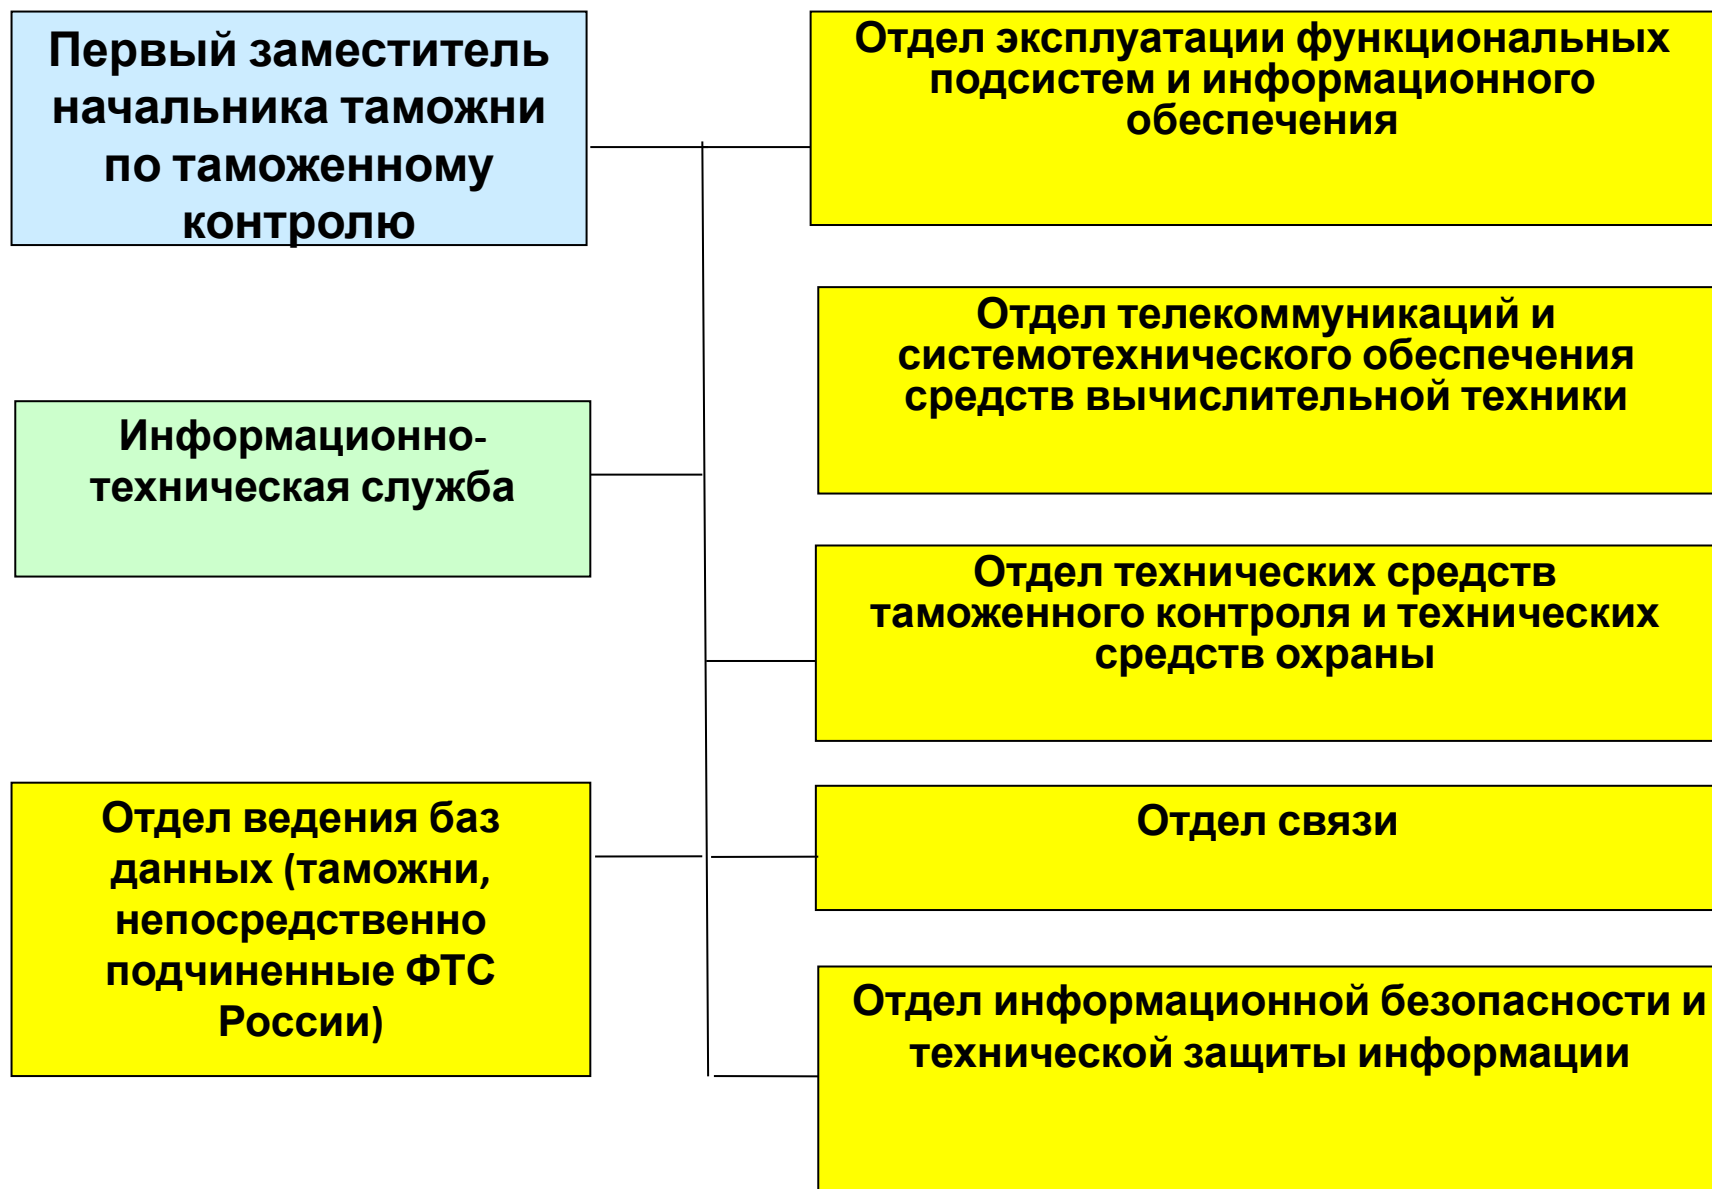 Первый заместитель
начальника таможни
по таможенному
контролю
Информационно-
техническая служба
Отдел ведения баз
данных (таможни,
непосредственно
подчиненные ФТС
России)
Отдел эксплуатации функциональных
подсистем и информационного
обеспечения
Отдел телекоммуникаций и
системотехнического обеспечения
средств вычислительной техники
Отдел технических средств
таможенного контроля и технических
средств охраны
Отдел связи
Отдел информационной безопасности и
технической защиты информации